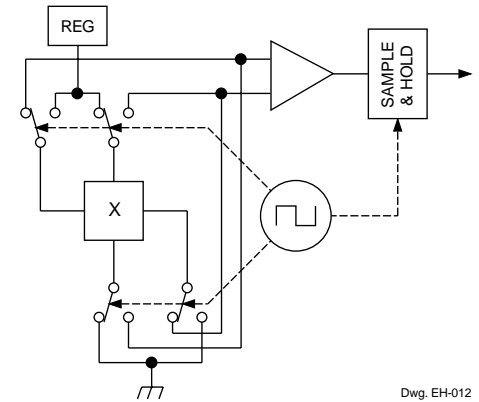 REG
SAMPLE
& HOLD
X
Dwg. EH-012